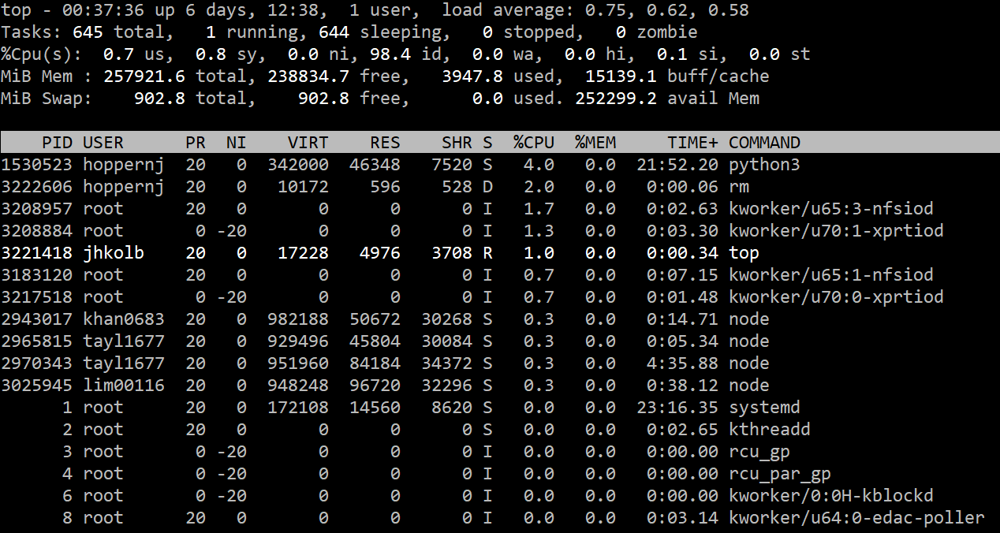 top - 00:37:36 up 6 days, 12:38,  1 user,  load average: 0.75, 0.62, 0.58
Tasks: 645 total,   1 running, 644 sleeping,   0 stopped,   0 zombie
%Cpu(s):  0.7 us,  0.8 sy,  0.0 ni, 98.4 id,  0.0 wa,  0.0 hi,  0.1 si,  0.0 st
MiB Mem : 257921.6 total, 238834.7 free,   3947.8 used,  15139.1 buff/cache
MiB Swap:    902.8 total,    902.8 free,      0.0 used. 252299.2 avail Mem

    PID USER      PR  NI    VIRT    RES    SHR S  %CPU  %MEM     TIME+ COMMAND
1530523 hoppernj  20   0  342000  46348   7520 S   4.0   0.0  21:52.20 python3
3222606 hoppernj  20   0   10172    596    528 D   2.0   0.0   0:00.06 rm
3208957 root      20   0       0      0      0 I   1.7   0.0   0:02.63 kworker/u65:3-nfsiod
3208884 root       0 -20       0      0      0 I   1.3   0.0   0:03.30 kworker/u70:1-xprtiod
3221418 jhkolb    20   0   17228   4976   3708 R   1.0   0.0   0:00.34 top
3183120 root      20   0       0      0      0 I   0.7   0.0   0:07.15 kworker/u65:1-nfsiod
3217518 root       0 -20       0      0      0 I   0.7   0.0   0:01.48 kworker/u70:0-xprtiod
2943017 khan0683  20   0  982188  50672  30268 S   0.3   0.0   0:14.71 node
2965815 tayl1677  20   0  929496  45804  30084 S   0.3   0.0   0:05.34 node
2970343 tayl1677  20   0  951960  84184  34372 S   0.3   0.0   4:35.88 node
3025945 lim00116  20   0  948248  96720  32296 S   0.3   0.0   0:38.12 node
      1 root      20   0  172108  14560   8620 S   0.0   0.0  23:16.35 systemd
      2 root      20   0       0      0      0 S   0.0   0.0   0:02.65 kthreadd
      3 root       0 -20       0      0      0 I   0.0   0.0   0:00.00 rcu_gp
      4 root       0 -20       0      0      0 I   0.0   0.0   0:00.00 rcu_par_gp
      6 root       0 -20       0      0      0 I   0.0   0.0   0:00.00 kworker/0:0H-kblockd
      8 root      20   0       0      0      0 I   0.0   0.0   0:03.14 kworker/u64:0-edac-poller